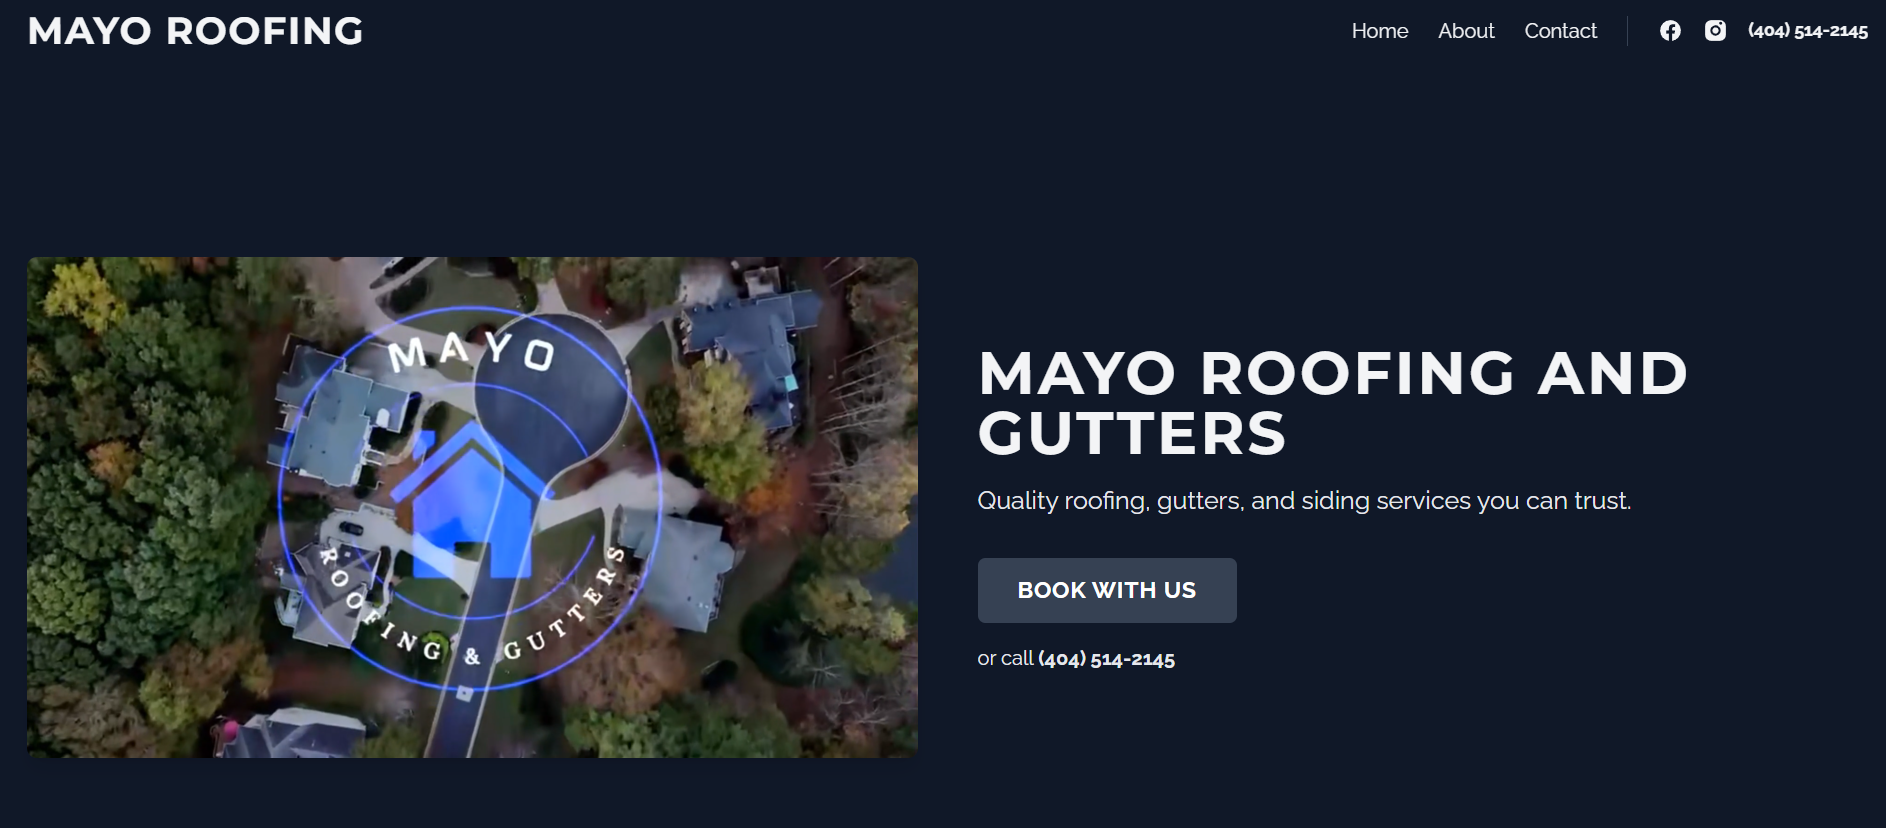 MAYO ROOFING
Home About Contact (404) 514-2145
MAYO
ROOFING & GUTTERS
MAYO ROOFING AND
GUTTERS
Quality roofing, gutters, and siding services you can trust.
BOOK WITH US
or call (404) 514-2145